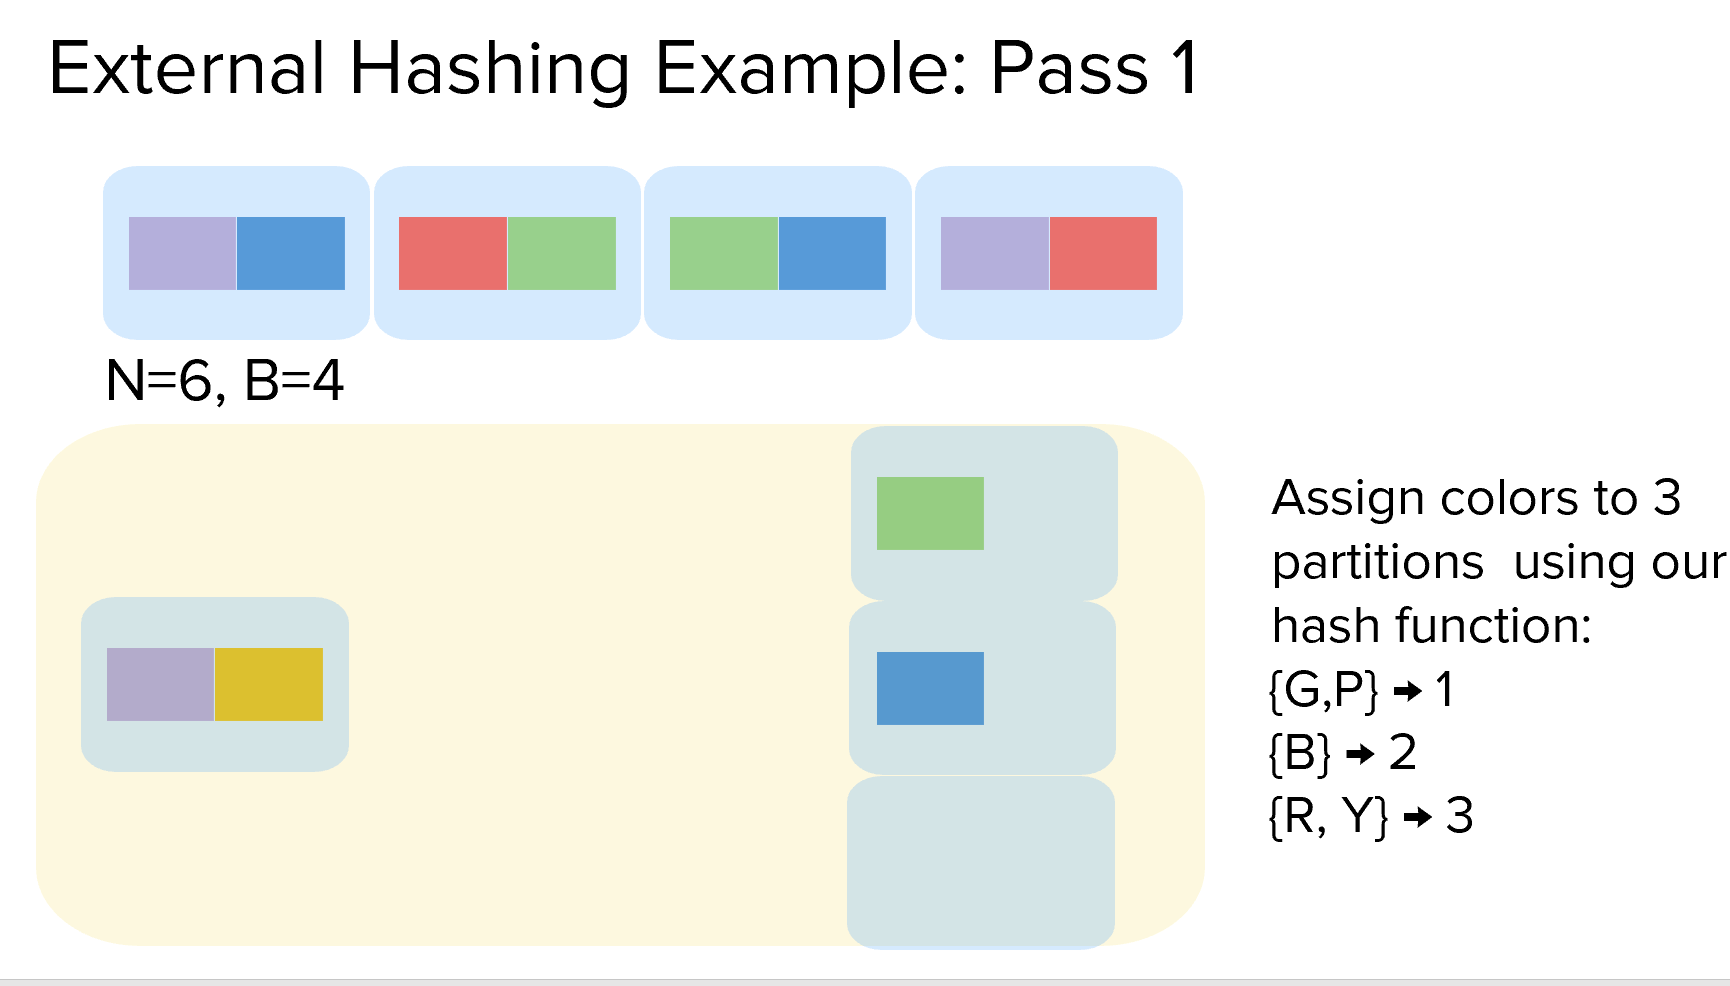 External Hashing Example: Pass 1
N=6, B=4
Assign colors to 3
partitions using our
hash function:
{G,P} → 1
{B} → 2
{R, Y} → 3